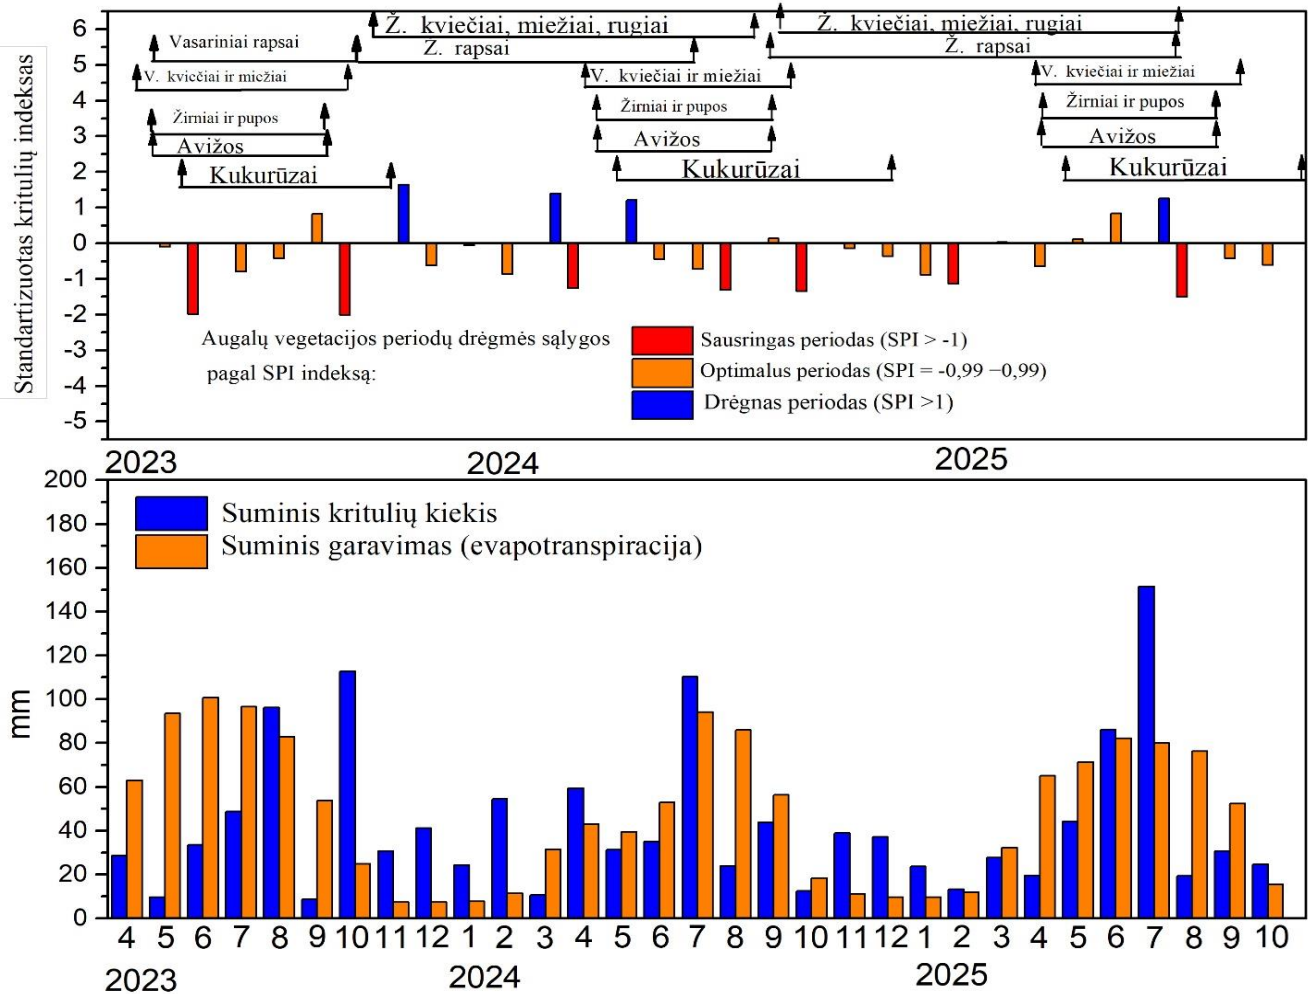 Standartizuotas kritulių indeksas
6
5
4
3
2
1
0
-1
-2
-3
-4
-5
Vasariniai rapsai
V. kviečiai ir miežiai
Žirniai ir pupos
Avižos
Kukurūzai
Ž. kviečiai, miežiai, rugiai
Ž. rapsai
V. kviečiai ir miežiai
Žirniai ir pupos
Avižos
Kukurūzai
Ž. kviečiai, miežiai, rugiai
Ž. rapsai
V. kviečiai ir miežiai
Žirniai ir pupos
Avižos
Kukurūzai
Augalų vegetacijos periodų drėgmės sąlygos
pagal SPI indeksą:
Sausringas periodas (SPI > -1)
Optimalus periodas (SPI = -0,99 −0,99)
Drėgnas periodas (SPI >1)
2023 2024 2025
mm
200
180
160
140
120
100
80
60
40
20
0
Suminis kritulių kiekis
Suminis garavimas (evapotranspiracija)
4 5 6 7 8 9 10 11 12 1 2 3 4 5 6 7 8 9 10 11 12 1 2 3 4 5 6 7 8 9 10
2023 2024 2025